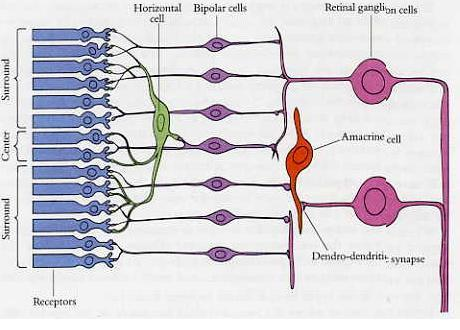 Horizontal
cell
Bipolar cells
Retinal ganglion cells
Surround
Center
Surround
Amacrine cell
Dendro-dendritic synapse
Receptors